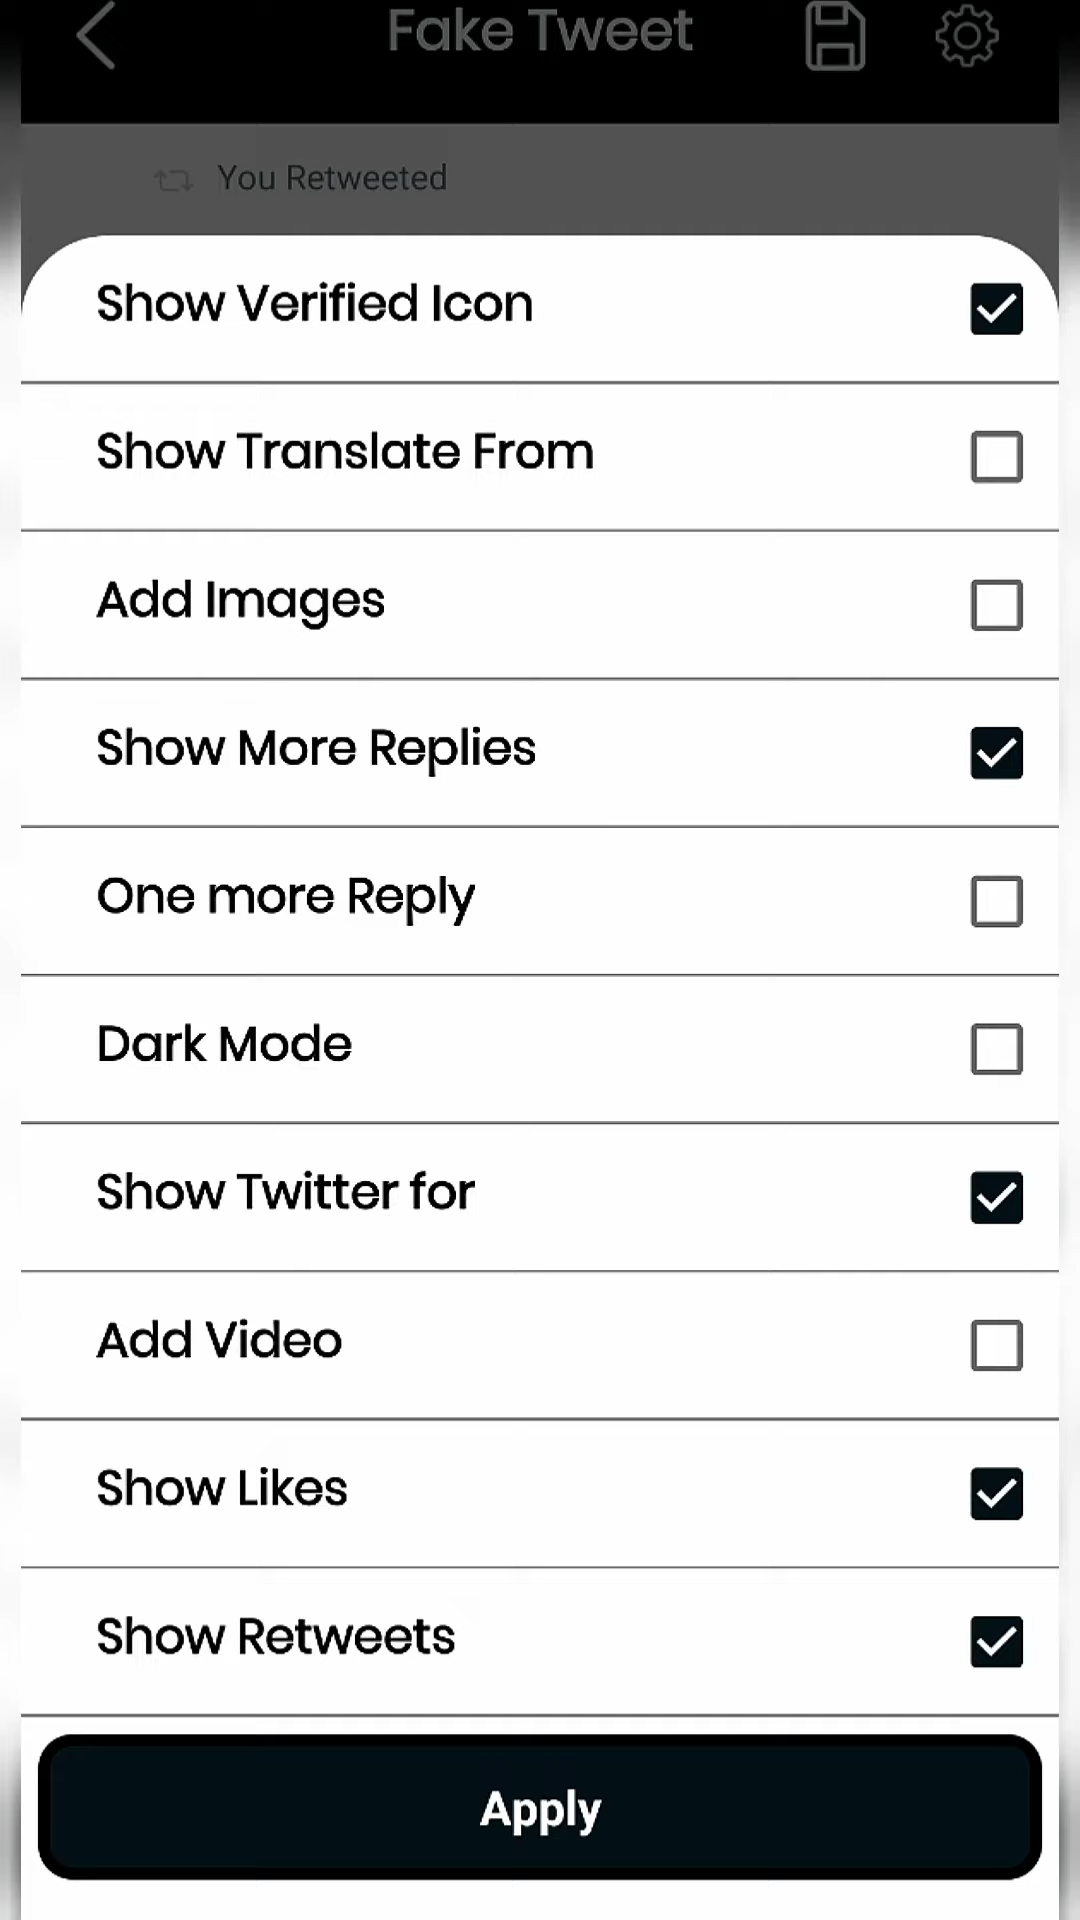 Fake Tweet
You Retweeted
Show Verified Icon
Show Translate From
Add Images
Show More Replies
One more Reply
Dark Mode
Show Twitter for
Add Video
Show Likes
Show Retweets
Apply